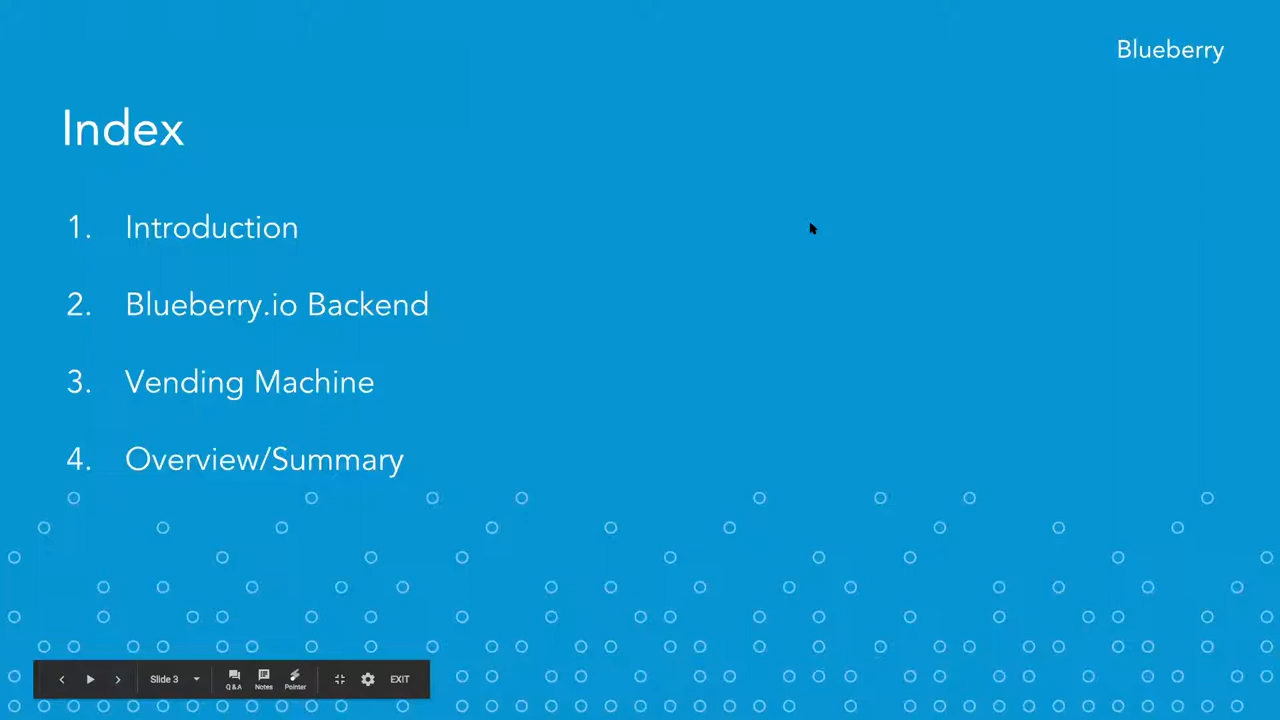 Blueberry
Index
1. Introduction
2. Blueberry.io Backend
3. Vending Machine
4. Overview/Summary
Slide 3
Q&A
Notes
Pointer
EXIT